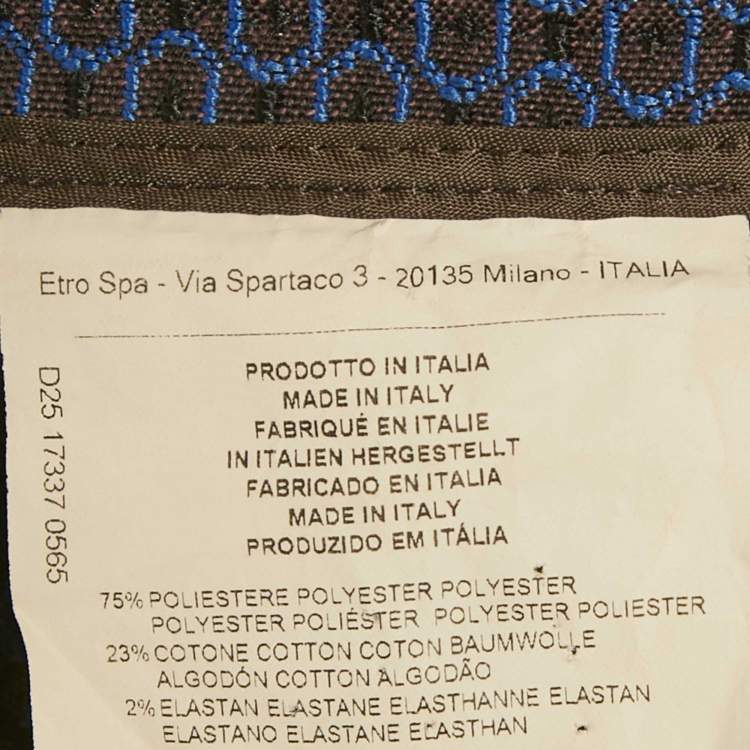 Etro Spa - Via Spartaco 3 - 20135 Milano - ITALIA
D25 17337 0565
PRODOTTO IN ITALIA
MADE IN ITALY
FABRIQUÉ EN ITALIE
IN ITALIEN HERGESTELLT
FABRICADO EN ITALIA
MADE IN ITALY
PRODUZIDO EM ITÁLIA
75% POLIESTERE POLYESTER POLYESTER
POLYESTER POLIÉSTER POLYESTER POLIESTER
23% COTONE COTTON COTON BAUMWOLLE
ALGODÓN COTTON ALGODÃO
2% ELASTAN ELASTANE ELASTHANNE ELASTAN
ELASTANO ELASTANE ELASTHAN